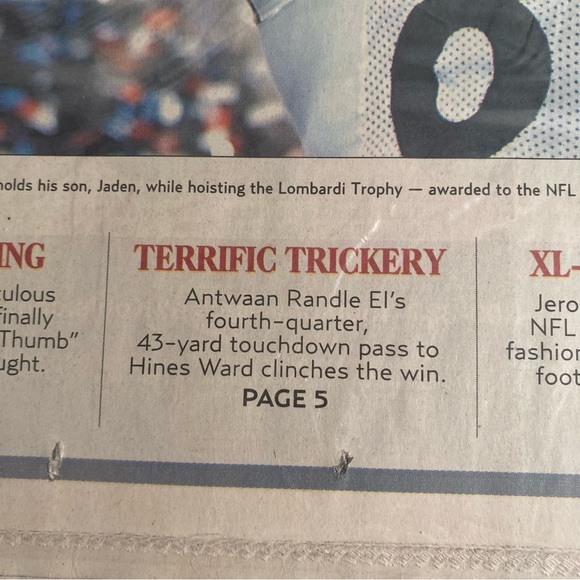 holds his son, Jaden, while hoisting the Lombardi Trophy — awarded to the NFL
ING
culous
finally
Thumb"
ught.
TERRIFIC TRICKERY
Antwaan Randle El's
fourth-quarter,
43-yard touchdown pass to
Hines Ward clinches the win.
PAGE 5
XL-
Jero
NFL
fashion
foot
0